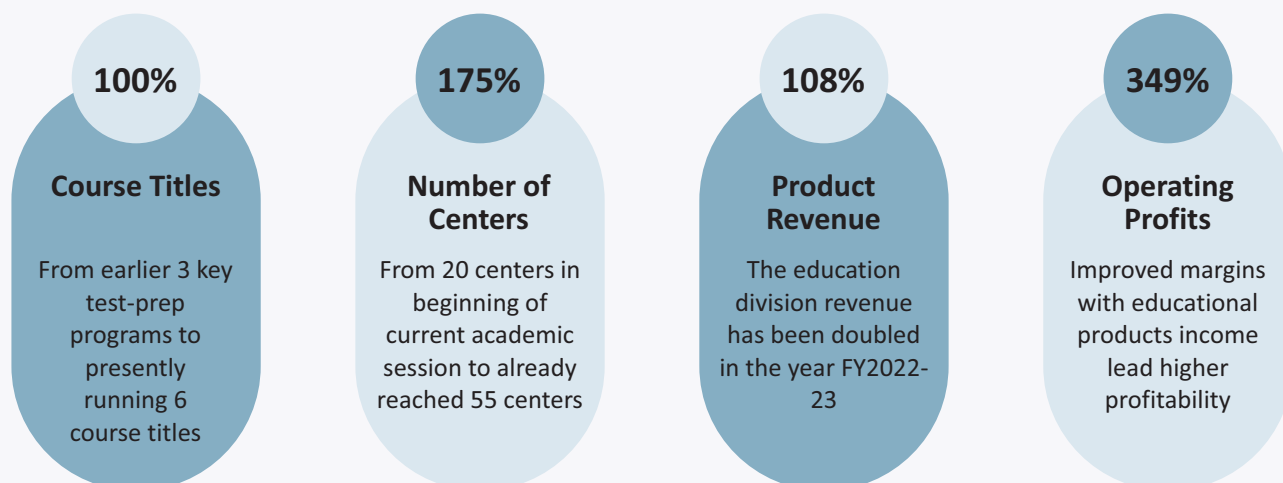 100%
Course Titles
From earlier 3 key
test-prep
programs to
presently
running 6
course titles
175%
Number of
Centers
From 20 centers in
beginning of
current academic
session to already
reached 55 centers
108%
Product
Revenue
The education
division revenue
has been doubled
in the year FY2022-
23
349%
Operating
Profits
Improved margins
with educational
products income
lead higher
profitability